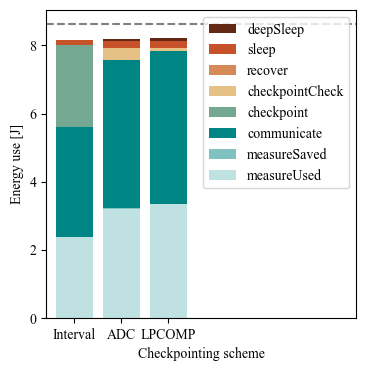 Energy use [J]
8
6
4
2
0
deepSleep
sleep
recover
checkpointCheck
checkpoint
communicate
measureSaved
measureUsed
Interval ADC LPCOMP
Checkpointing scheme